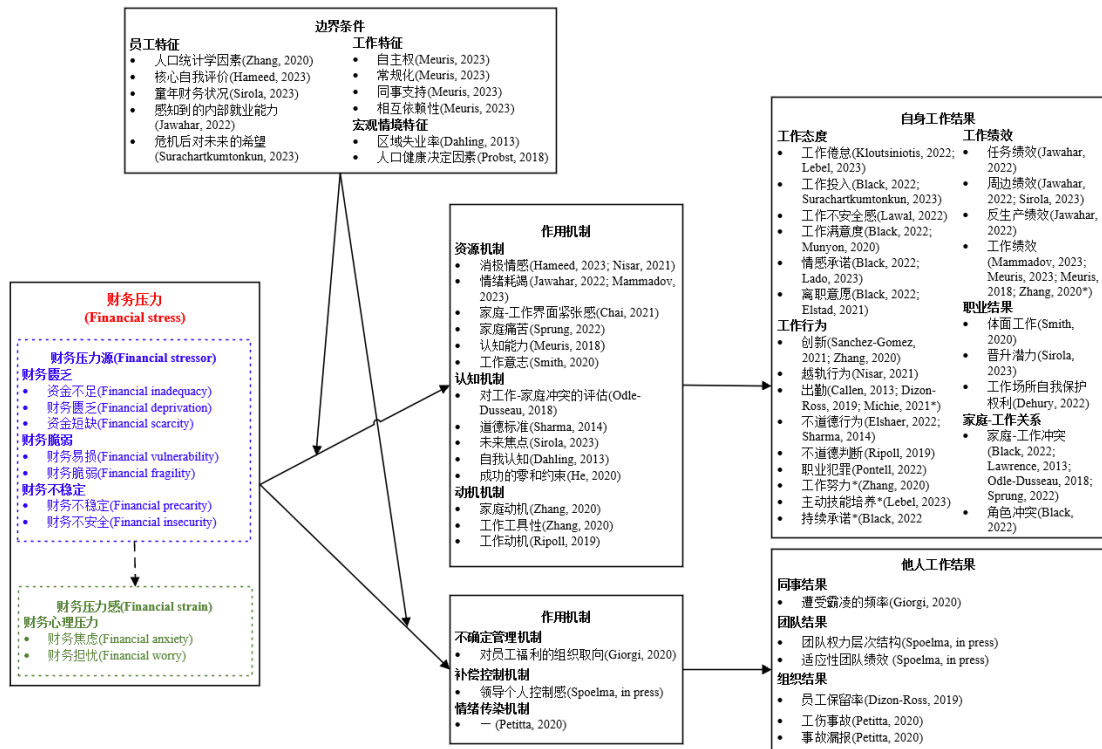 边界条件
员工特征
• 人口统计学因素(Zhang, 2020)
• 核心自我评价(Hameed, 2023)
• 童年财务状况(Sirola, 2023)
• 感知到的内部就业能力
(Jawahar, 2022)
• 危机后对未来的希望
(Surachartkumtonkun, 2023)
工作特征
• 自主权(Meuris, 2023)
• 常规化(Meuris, 2023)
• 同事支持(Meuris, 2023)
• 相互依赖性(Meuris, 2023)
宏观情境特征
• 区域失业率(Dahling, 2013)
• 人口健康决定因素(Probst, 2018)
财务压力
(Financial stress)
财务压力源(Financial stressor)
财务匮乏
• 资金不足(Financial inadequacy)
• 财务匮乏(Financial deprivation)
• 资金短缺(Financial scarcity)
财务脆弱
• 财务易损(Financial vulnerability)
• 财务脆弱(Financial fragility)
财务不稳定
• 财务不稳定(Financial precarity)
• 财务不安全(Financial insecurity)
财务压力感(Financial strain)
财务心理压力
• 财务焦虑(Financial anxiety)
• 财务担忧(Financial worry)
作用机制
资源机制
• 消极情感(Hameed, 2023; Nisar, 2021)
• 情绪耗竭(Jawahar, 2022; Mammadov,
2023)
• 家庭-工作界面紧张感(Chai, 2021)
• 家庭痛苦(Sprung, 2022)
• 认知能力(Meuris, 2018)
• 工作意志(Smith, 2020)
认知机制
• 对工作-家庭冲突的评估(Odle-
Dusseau, 2018)
• 道德标准(Sharma, 2014)
• 未来焦点(Sirola, 2023)
• 自我认知(Dahling, 2013)
• 成功的零和约束(He, 2020)
动机机制
• 家庭动机(Zhang, 2020)
• 工作工具性(Zhang, 2020)
• 工作动机(Ripoll, 2019)
作用机制
不确定管理机制
• 对员工福利的组织取向(Giorgi, 2020)
补偿控制机制
• 领导个人控制感(Spoelma, in press)
情绪传染机制
• 一 (Petitta, 2020)
自身工作结果
工作态度
• 工作倦怠(Kloutsiniotis, 2022;
Lebel, 2023)
• 工作投入(Black, 2022;
Surachartkumtonkun, 2023)
• 工作不安全感(Lawal, 2022)
• 工作满意度(Black, 2022;
Munyon, 2020)
• 情感承诺(Black, 2022;
Lado, 2023)
• 离职意愿(Black, 2022;
Elstad, 2021)
工作行为
• 创新(Sanchez-Gomez,
2021; Zhang, 2020)
• 越轨行为(Nisar, 2021)
• 出勤(Callen, 2013; Dizon-
Ross, 2019; Michie, 2021*)
• 不道德行为(Elshaer, 2022;
Sharma, 2014)
• 不道德判断(Ripoll, 2019)
• 职业犯罪(Pontell, 2022)
• 工作努力*(Zhang, 2020)
• 主动技能培养*(Lebel, 2023)
• 持续承诺*(Black, 2022
工作绩效
• 任务绩效(Jawahar,
2022)
• 周边绩效(Jawahar,
2022; Sirola, 2023)
• 反生产绩效(Jawahar,
2022)
• 工作绩效
(Mammadov, 2023;
Meuris, 2023; Meuris,
2018; Zhang, 2020*)
职业结果
• 体面工作(Smith,
2020)
• 晋升潜力(Sirola,
2023)
• 工作场所自我保护
权利(Dehury, 2022)
家庭-工作关系
• 家庭-工作冲突
(Black, 2022;
Lawrence, 2013;
Odle-Dusseau, 2018;
Sprung, 2022)
• 角色冲突(Black,
2022)
他人工作结果
同事结果
• 遭受霸凌的频率(Giorgi, 2020)
团队结果
• 团队权力层次结构(Spoelma, in press)
• 适应性团队绩效 (Spoelma, in press)
组织结果
• 员工保留率(Dizon-Ross, 2019)
• 工伤事故(Petitta, 2020)
• 事故漏报(Petitta, 2020)